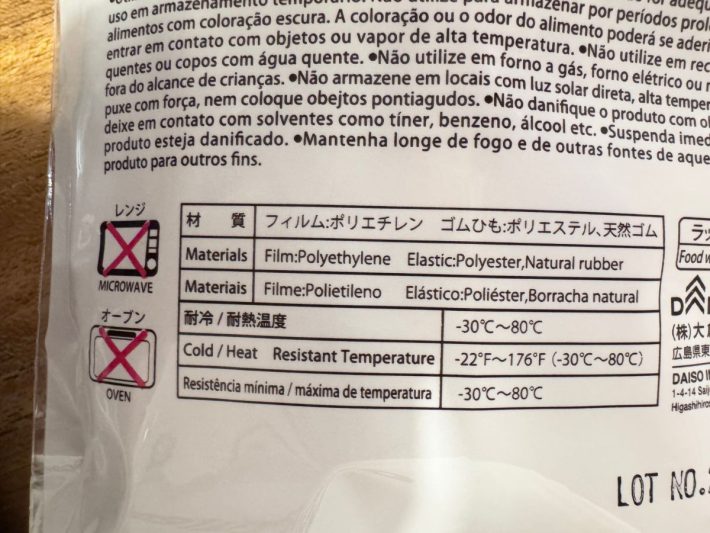 uso em armazenamento temporário. Não utilize para armazenar por períodos
alimentos com coloração escura. A coloração ou o odor do alimento poderá se
entrar em contato com objetos ou vapor de alta temperatura. •Não utilize em
quentes ou copos com água quente. •Não utilize em forno a gás, forno elétrico ou
fora do alcance de crianças. •Não armazene em locais com luz solar direta, alta
puxe com força, nem coloque obejtos pontiagudos. •Não danifique o produto com
deixe em contato com solventes como tíner, benzeno, álcool etc. •Suspenda
produto esteja danificado. •Mantenha longe de fogo e de outras fontes de
produto para outros fins.
レンジ
MICROWAVE
オーブン
OVEN
材 質 フィルム:ポリエチレン ゴムひも:ポリエステル、天然ゴム
Materials Film:Polyethylene Elastic:Polyester,Natural rubber
Materiais Filme:Polietileno Elástico:Poliéster,Borracha natural
耐冷 / 耐熱温度 -30℃～80℃
Cold / Heat Resistant Temperature -22°F～176°F (-30℃～80℃)
Resistência mínima / máxima de temperatura -30℃～80℃
Food
(株)大
広島県東
DAISO
1-4-14
LOT NO.